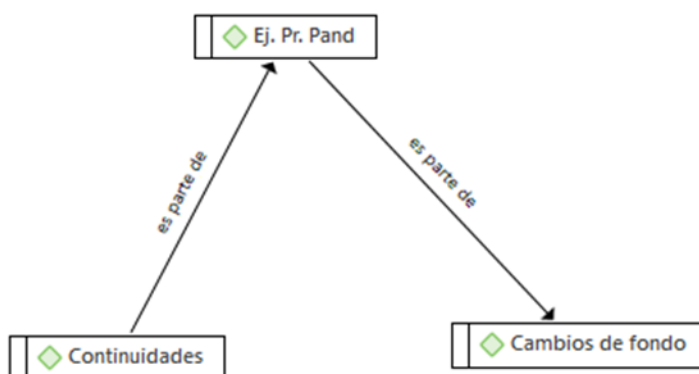 Ej. Pr. Pand
es parte de
es parte de
Continuidades
Cambios de fondo